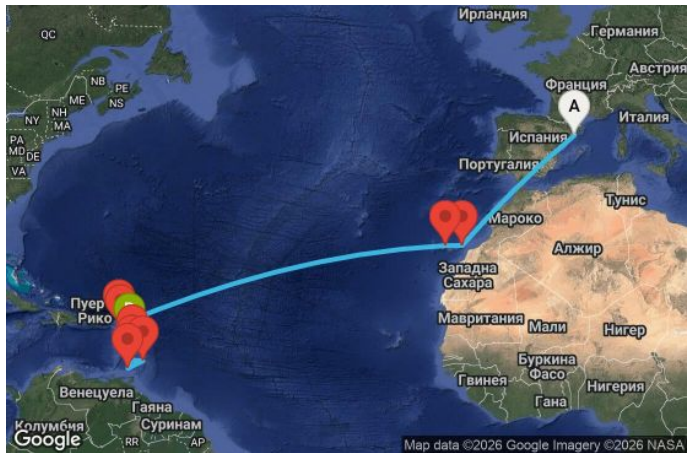 Ирландия
Германия
QC
Австрия
Франция
NB
PE
ME
NS
A
NY
NH
MA
Италия
Испания
PA
MD
DE
Португалия
VA
Тунис
Мароко
Алжир
Западна
Сахара
Пуер
Рико
Мавритания
Мали
Нигер
Буркина
Фасо
Венецуела
Гвинея
Нигерия
Гаяна
Гана
Колумбия
Суринам
RR
AP
Google
Map data ©2026 Google Imagery ©2026 NASA